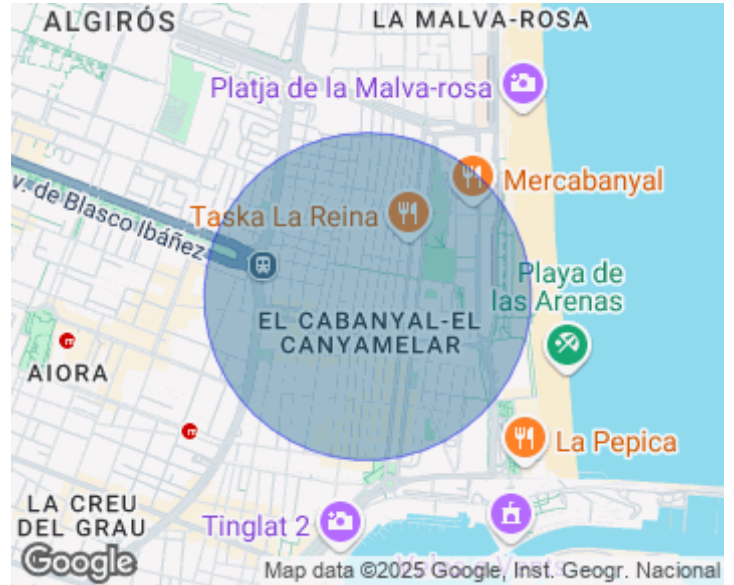 ALGIRÓS
LA MALVA-ROSA
Platja de la Malva-rosa
Mercabanyal
Taska La Reina
v. de Blasco Ibáñez
Playa de
las Arenas
EL CABANYAL-EL
CANYAMELAR
AIORA
La Pepica
LA CREU
DEL GRAU
Tinglat 2
Google
Map data ©2025 Google, Inst. Geogr. Nacional